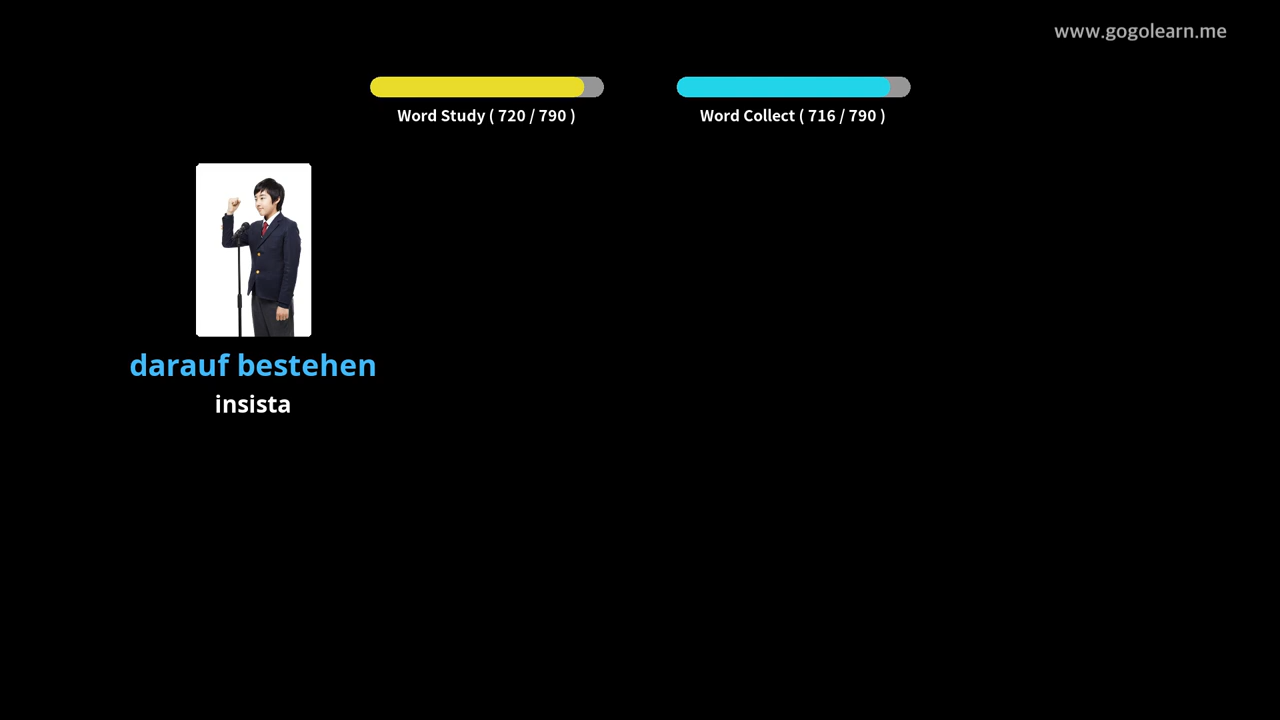 www.gogolearn.me
Word Study ( 720 / 790 )
Word Collect ( 716 / 790 )
darauf bestehen
insista